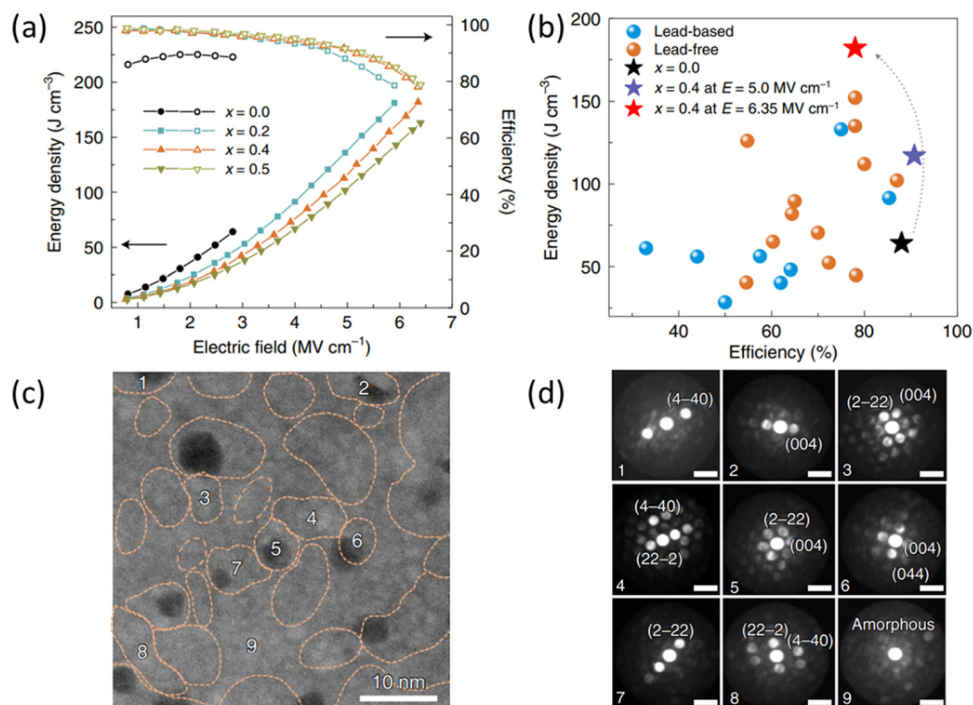 (a)
250
200
150
100
50
0
Energy density (J cm⁻³)
x = 0.0
x = 0.2
x = 0.4
x = 0.5
100
80
60
40
20
0
Efficiency (%)
1 2 3 4 5 6 7
Electric field (MV cm⁻¹)
(b)
200
150
100
50
Energy density (J cm⁻³)
Lead-based
Lead-free
x = 0.0
x = 0.4 at E = 5.0 MV cm⁻¹
x = 0.4 at E = 6.35 MV cm⁻¹
40 60 80 100
Efficiency (%)
(c)
1
2
3
4
5
6
7
8
9
10 nm
(d)
(4–40)
1
(004)
2
(2–22)
(004)
3
(4–40)
(22–2)
4
(2–22)
(004)
5
(004)
(044)
6
(2–22)
7
(22–2)
(4–40)
8
Amorphous
9